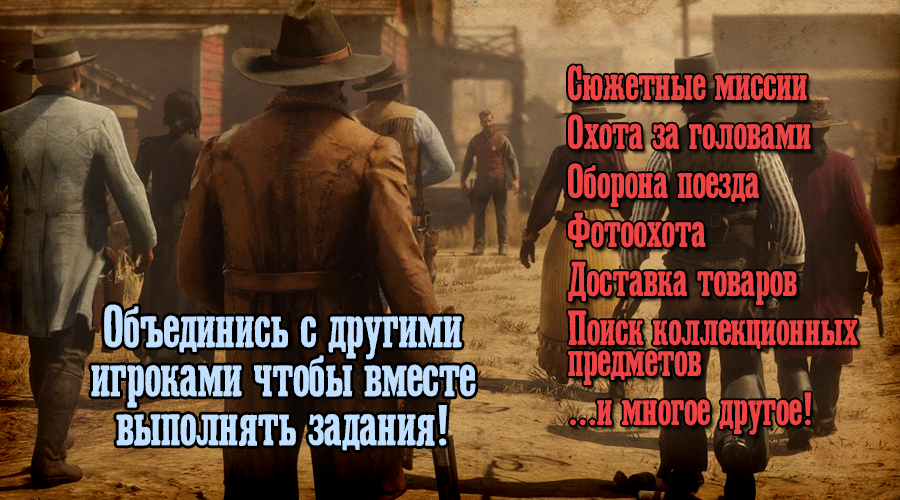 Объединись с другими
игроками чтобы вместе
выполнять задания!
Сюжетные миссии
Охота за головами
Оборона поезда
Фотоохота
Доставка товаров
Поиск коллекционных
предметов
...и многое другое!